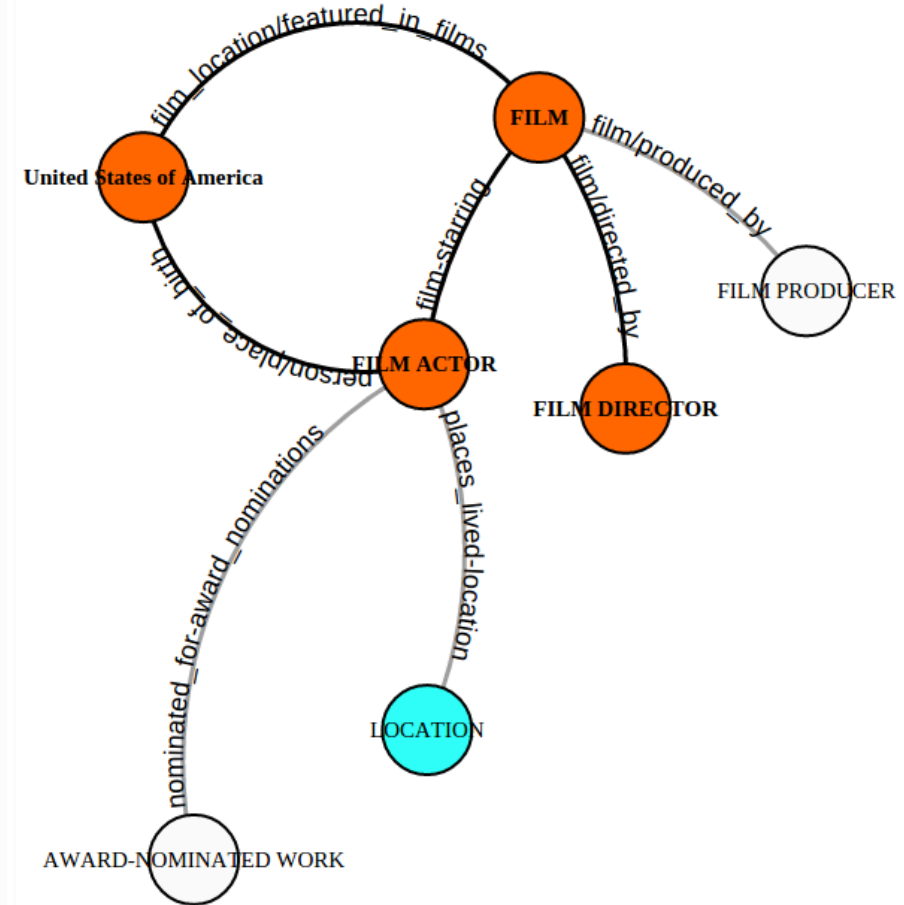 film_location/featured_in_films
FILM
film/produced_by
United States of America
film-starring
film/directed_by
person/place_of_birth
FILM PRODUCER
FILM ACTOR
FILM DIRECTOR
nominated_for-award_nominations
places_lived-location
LOCATION
AWARD-NOMINATED WORK